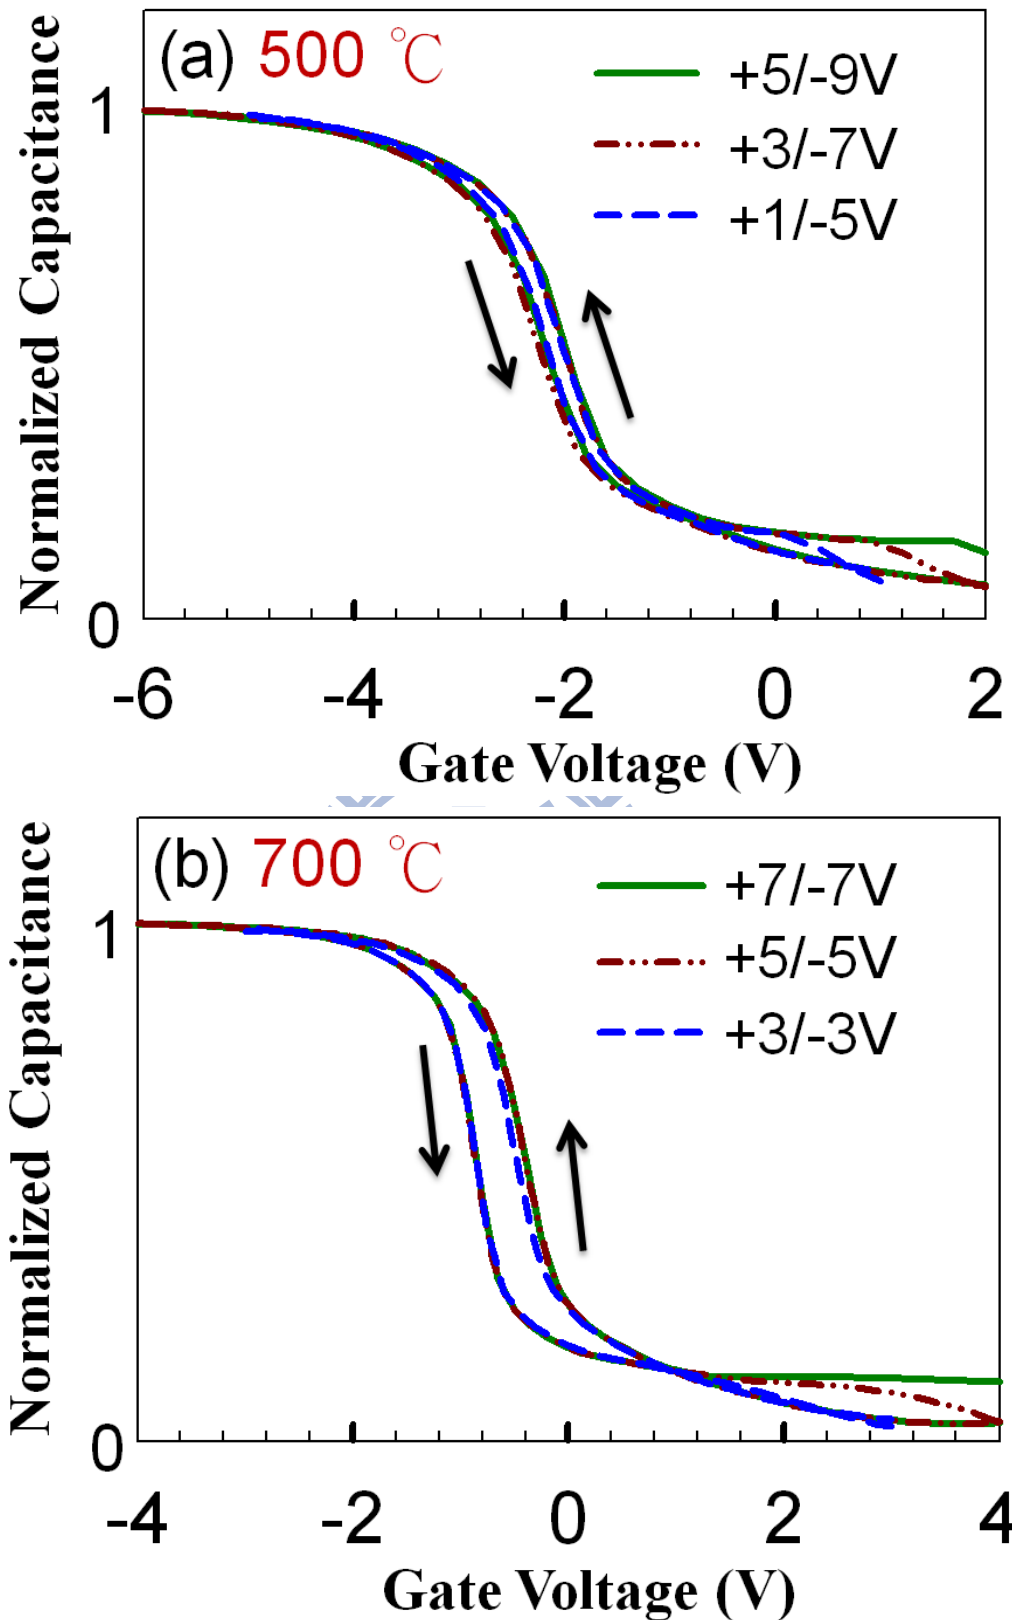 (a) 500 ℃
+5/-9V
+3/-7V
+1/-5V
Normalized Capacitance
1
0
-6 -4 -2 0 2
Gate Voltage (V)
(b) 700 ℃
+7/-7V
+5/-5V
+3/-3V
Normalized Capacitance
1
0
-4 -2 0 2 4
Gate Voltage (V)